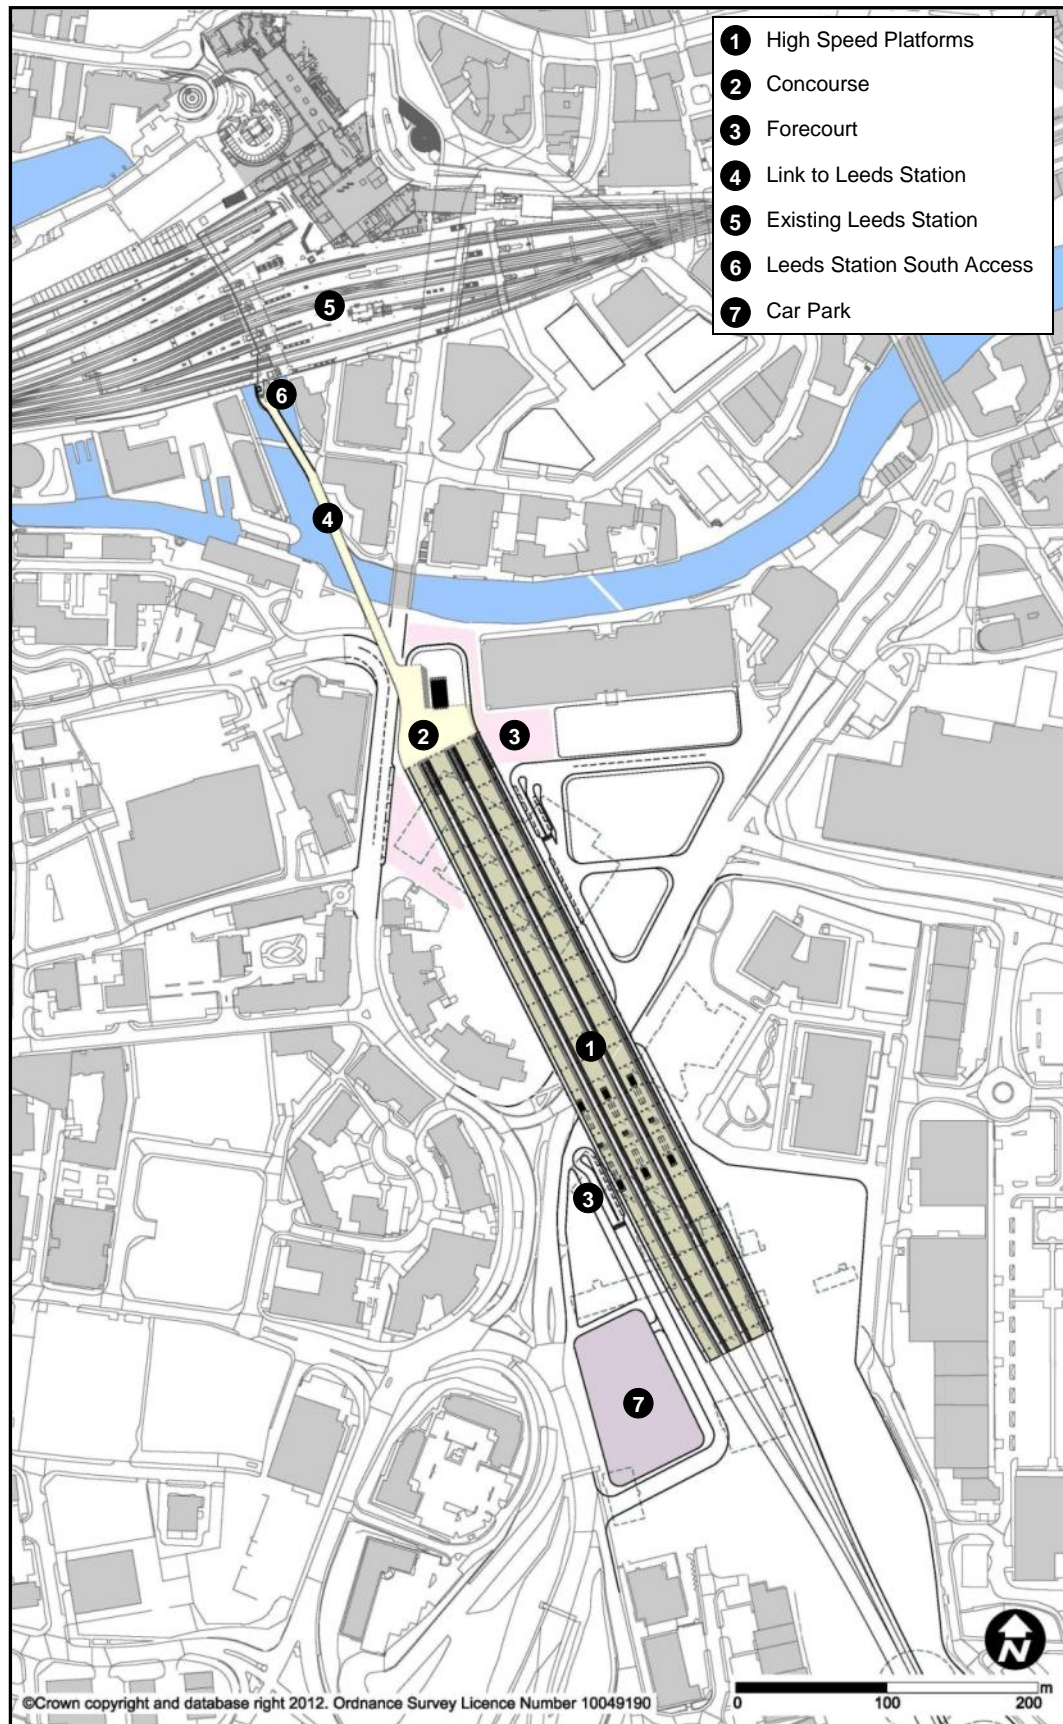 1 High Speed Platforms
2 Concourse
3 Forecourt
4 Link to Leeds Station
5 Existing Leeds Station
6 Leeds Station South Access
7 Car Park
5
6
4
2
3
1
3
7
N
©Crown copyright and database right 2012. Ordnance Survey Licence Number 10049190
0 100 200 m